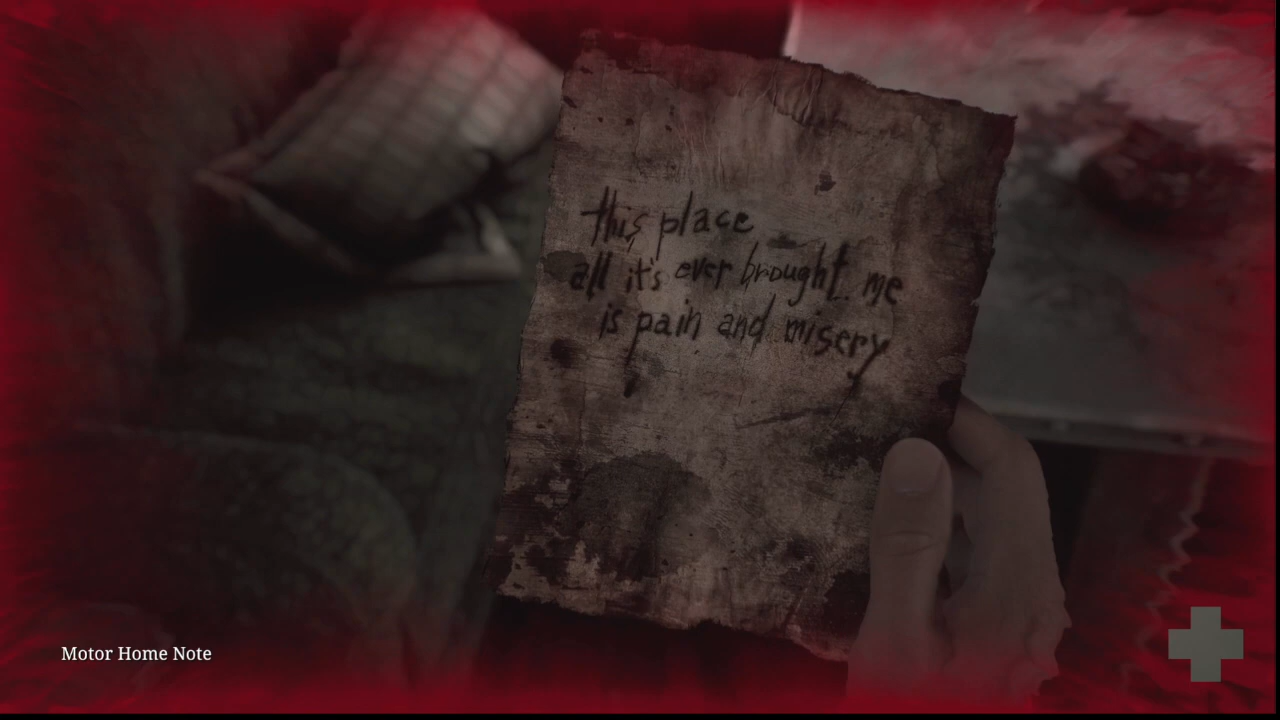 this place
all it's ever brought me
is pain and misery
Motor Home Note